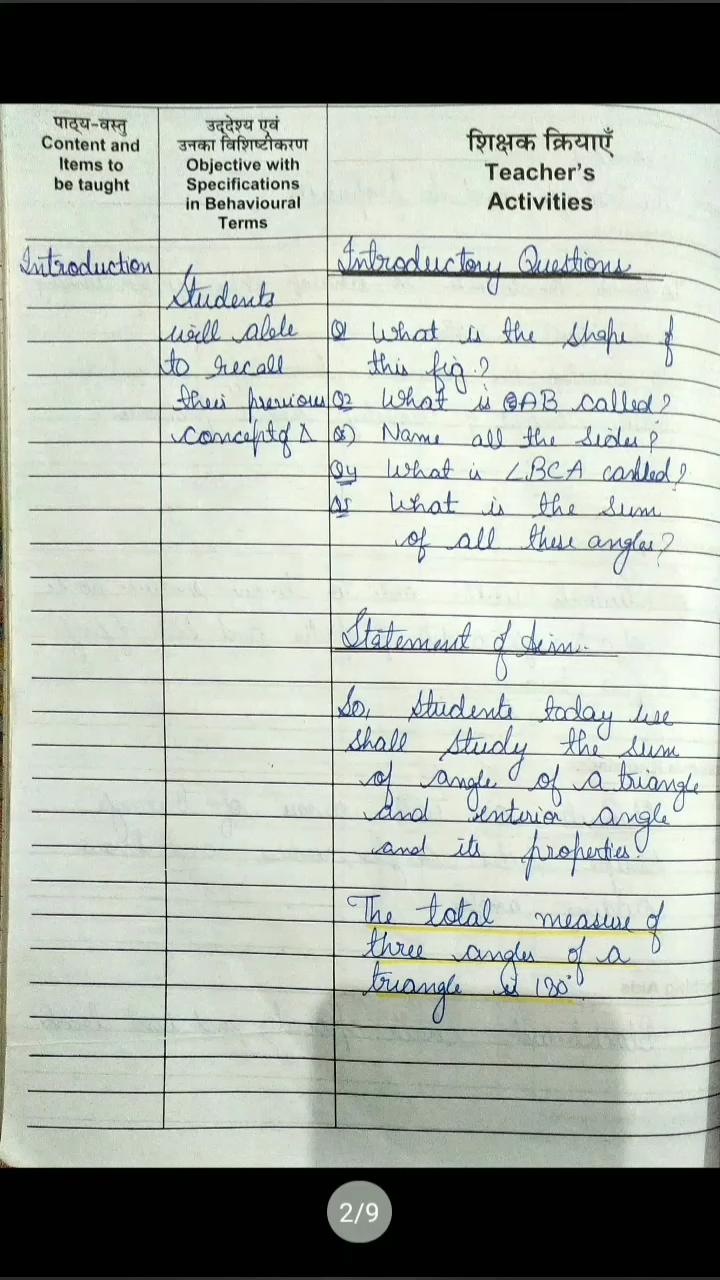 पाठ्य-वस्तु
Content and
Items to
be taught
उद्देश्य एवं
उनका विशिष्टीकरण
Objective with
Specifications
in Behavioural
Terms
शिक्षक क्रियाएँ
Teacher's
Activities
Introduction
Students
will able
to recall
their previous
concept of Δ
Introductory Questions
Q1 What is the shape of
this fig.?
Q2 What is AB called?
Q3) Name all the sides?
Q4 What is ∠BCA called?
Q5 What is the sum
of all these angles?
Statement of Aim.
So, students today we
shall study the sum
of angle of a triangle
and enterior angle
and its properties.
The total measure of
three angles of a
triangle is 180°
2/9